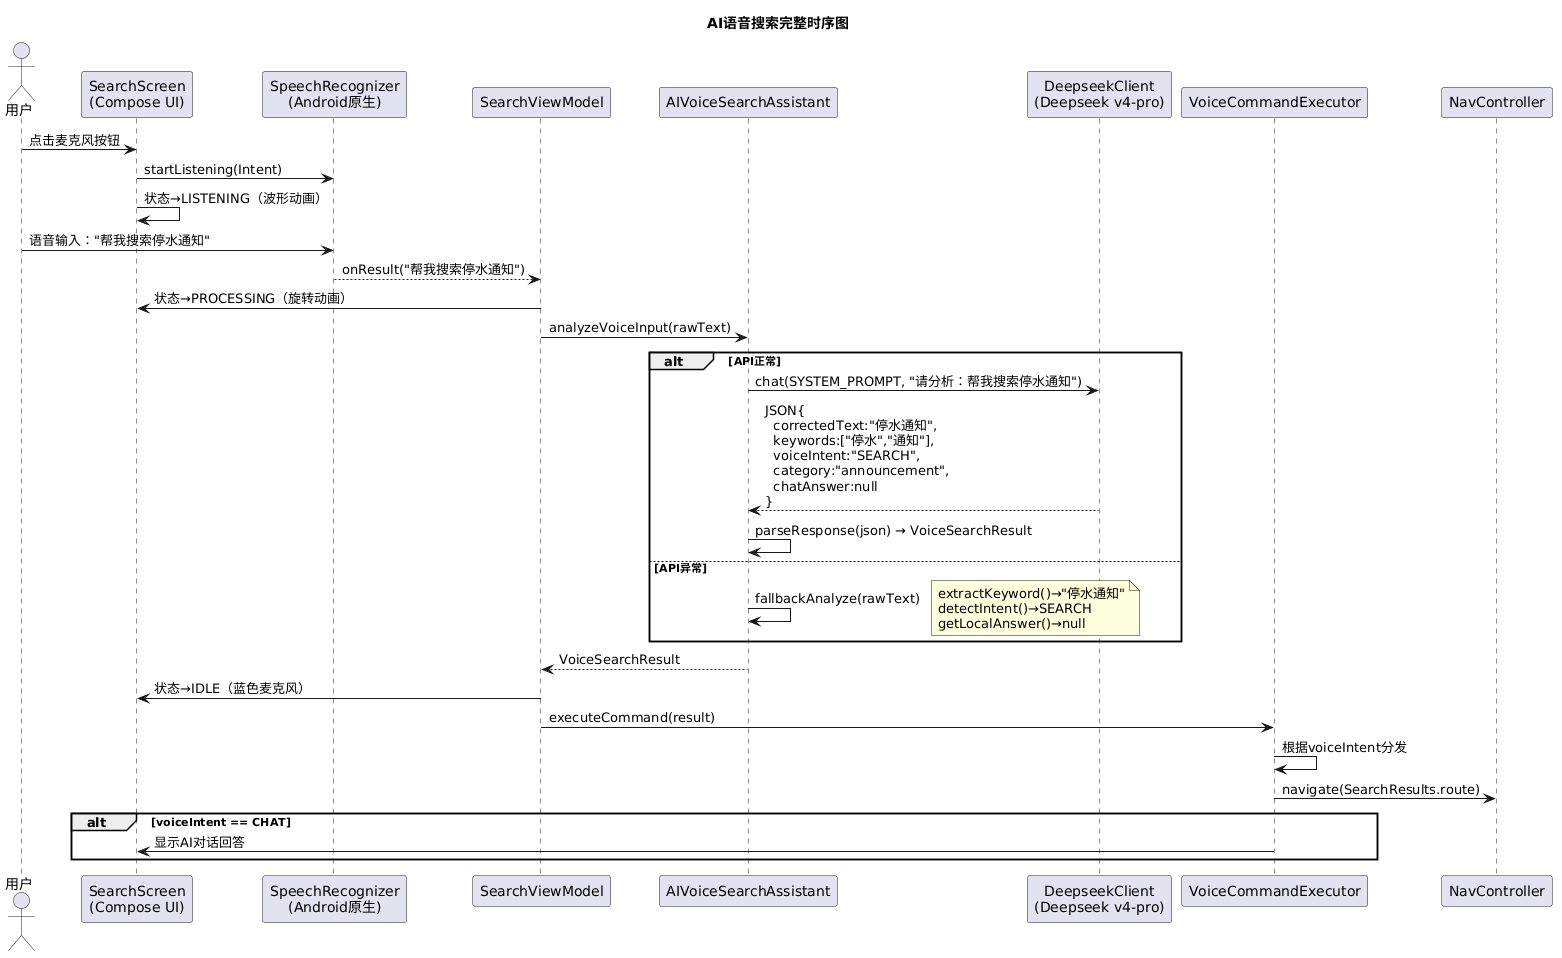 AI语音搜索完整时序图
用户
SearchScreen
(Compose UI)
SpeechRecognizer
(Android原生)
SearchViewModel
AIVoiceSearchAssistant
DeepseekClient
(Deepseek v4-pro)
VoiceCommandExecutor
NavController
点击麦克风按钮
startListening(Intent)
状态→LISTENING（波形动画）
语音输入："帮我搜索停水通知"
onResult("帮我搜索停水通知")
状态→PROCESSING（旋转动画）
analyzeVoiceInput(rawText)
alt [API正常]
chat(SYSTEM_PROMPT, "请分析：帮我搜索停水通知")
JSON{
correctedText:"停水通知",
keywords:["停水","通知"],
voiceIntent:"SEARCH",
category:"announcement",
chatAnswer:null
}
parseResponse(json) → VoiceSearchResult
[API异常]
fallbackAnalyze(rawText)
extractKeyword()→"停水通知"
detectIntent()→SEARCH
getLocalAnswer()→null
VoiceSearchResult
状态→IDLE（蓝色麦克风）
executeCommand(result)
根据voiceIntent分发
navigate(SearchResults.route)
alt [voiceIntent == CHAT]
显示AI对话回答
用户
SearchScreen
(Compose UI)
SpeechRecognizer
(Android原生)
SearchViewModel
AIVoiceSearchAssistant
DeepseekClient
(Deepseek v4-pro)
VoiceCommandExecutor
NavController